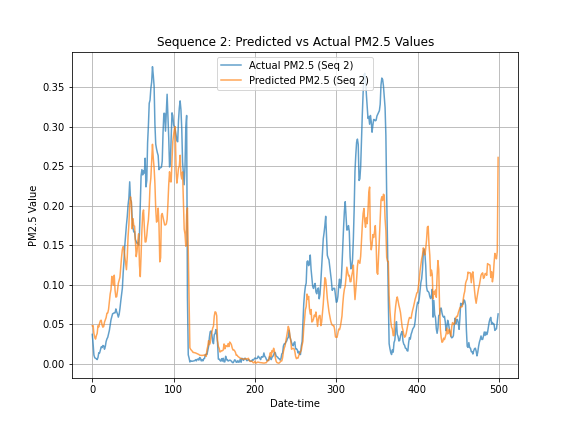 Sequence 2: Predicted vs Actual PM2.5 Values
Actual PM2.5 (Seq 2)
Predicted PM2.5 (Seq 2)
0.35
0.30
0.25
0.20
0.15
0.10
0.05
0.00
PM2.5 Value
0 100 200 300 400 500
Date-time